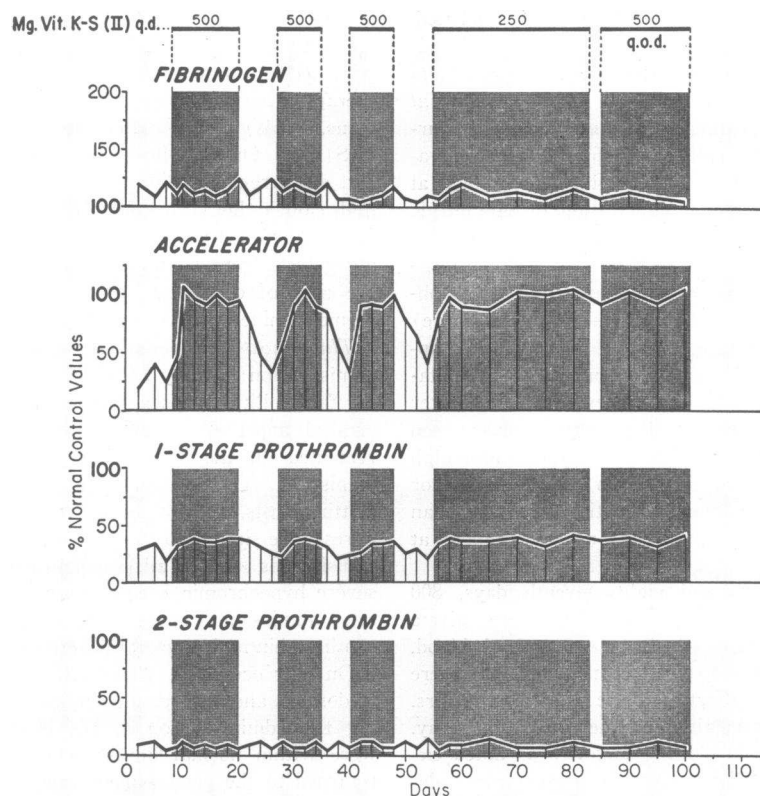 Mg. Vit. K-S (II) q.d... 500 500 500 250 500
q.o.d.
FIBRINOGEN
200
150
100
ACCELERATOR
100
50
0
1-STAGE PROTHROMBIN
100
50
0
2-STAGE PROTHROMBIN
100
50
0
% Normal Control Values
0 10 20 30 40 50 60 70 80 90 100 110
Days